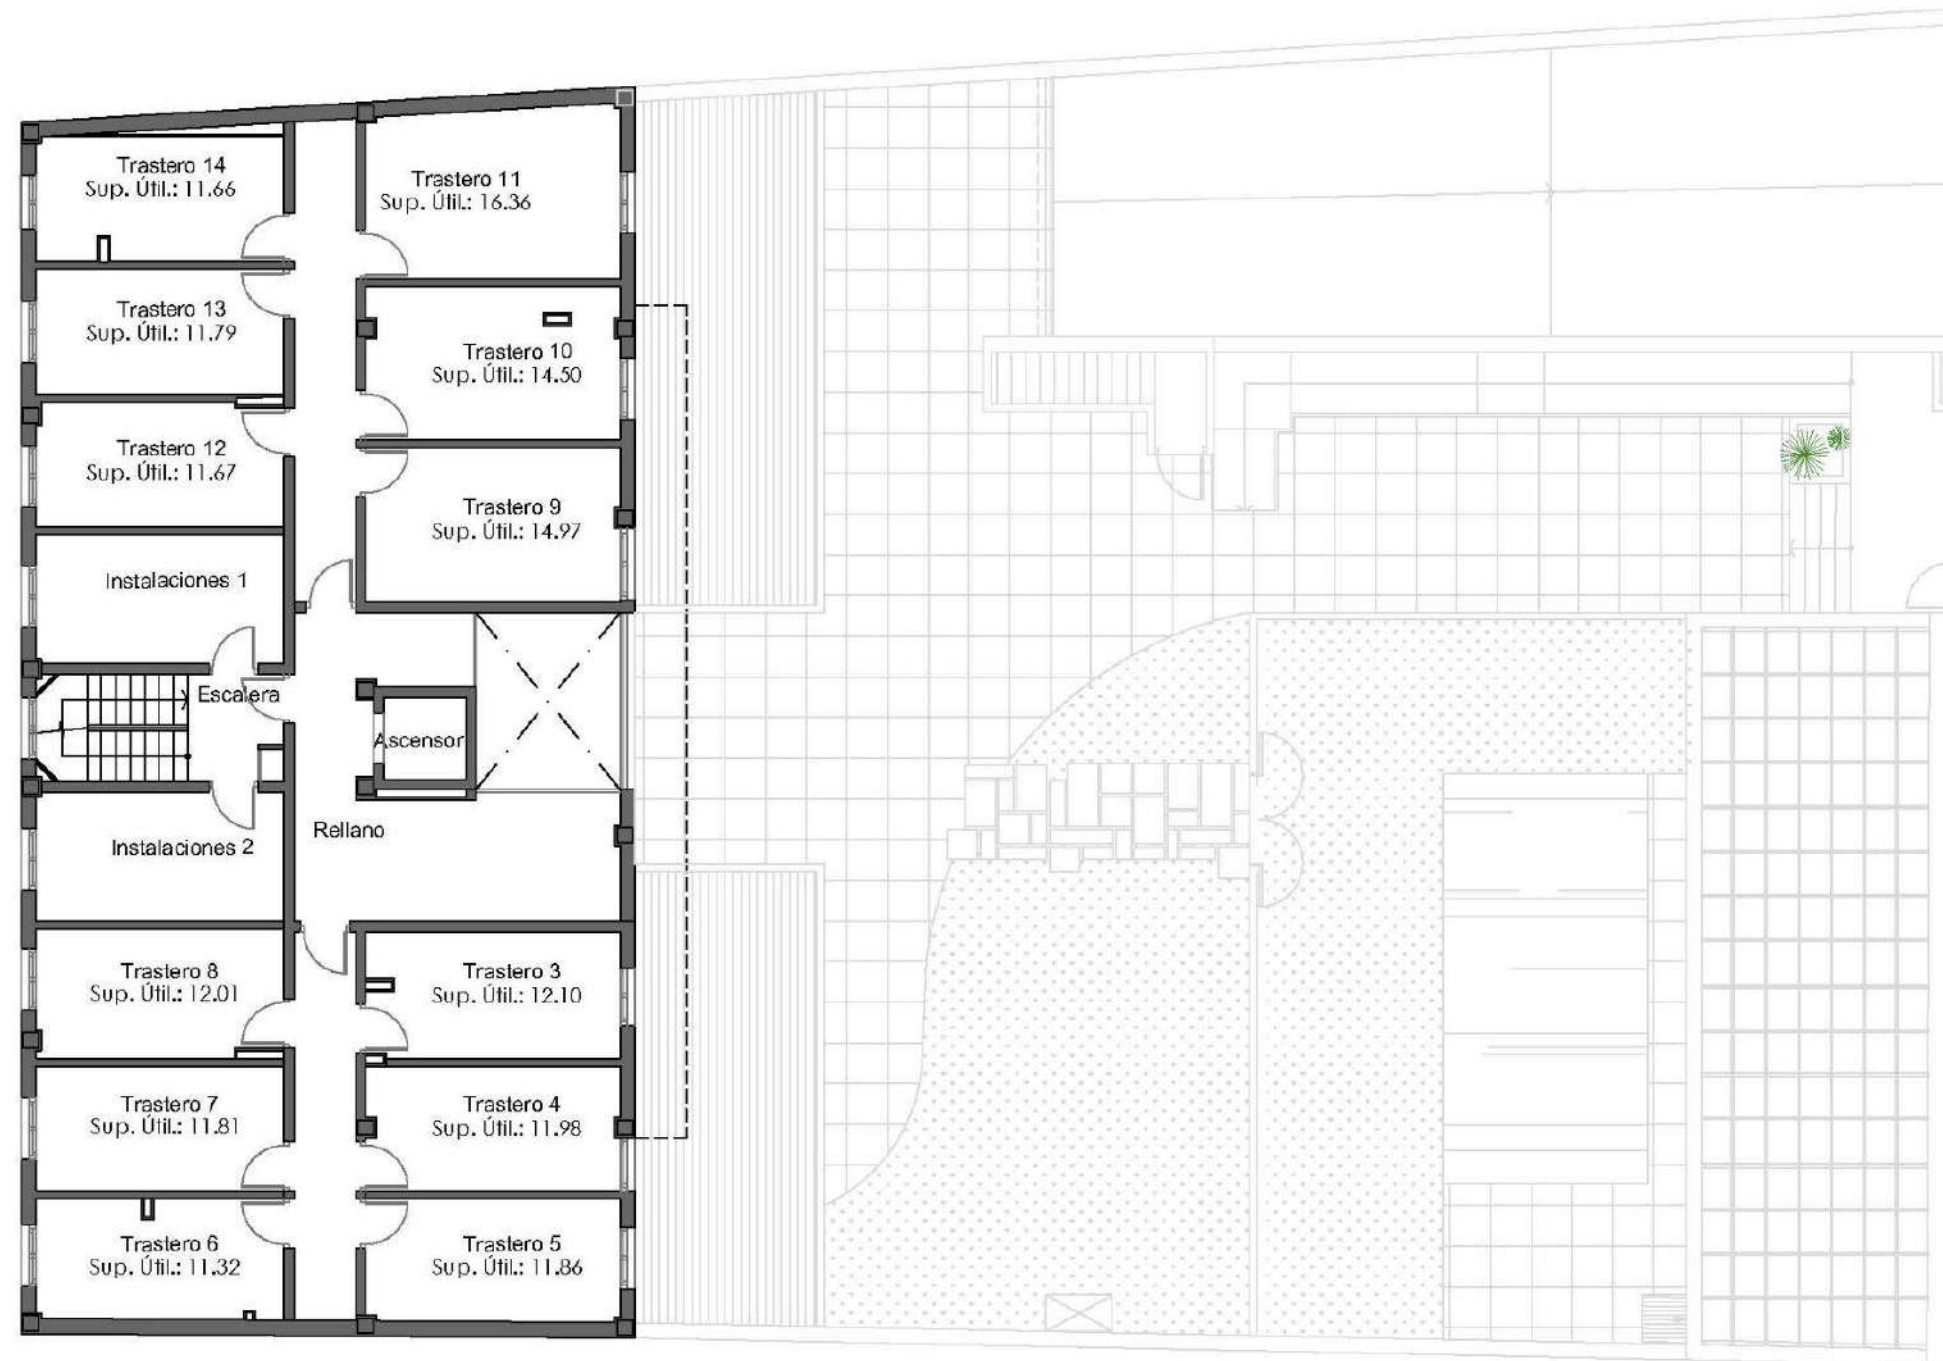 Trastero 14
Sup. Útil.: 11.66
Trastero 11
Sup. Útil.: 16.36
Trastero 13
Sup. Útil.: 11.79
Trastero 10
Sup. Útil.: 14.50
Trastero 12
Sup. Útil.: 11.67
Trastero 9
Sup. Útil.: 14.97
Instalaciones 1
Escalera
Ascensor
Rellano
Instalaciones 2
Trastero 8
Sup. Útil.: 12.01
Trastero 3
Sup. Útil.: 12.10
Trastero 7
Sup. Útil.: 11.81
Trastero 4
Sup. Útil.: 11.98
Trastero 6
Sup. Útil.: 11.32
Trastero 5
Sup. Útil.: 11.86